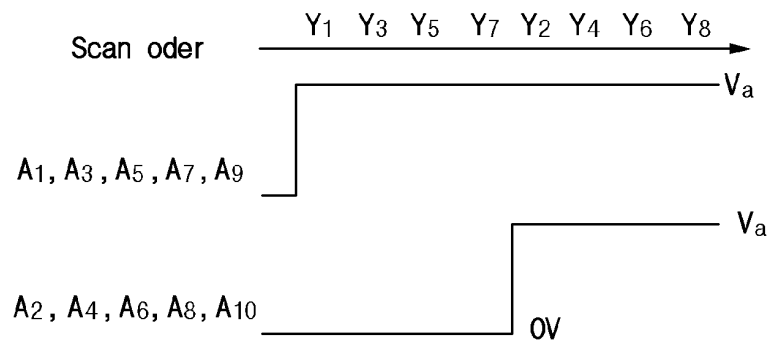 Scan oder Y1 Y3 Y5 Y7 Y2 Y4 Y6 Y8
Va
A1, A3, A5, A7, A9
Va
A2, A4, A6, A8, A10 0V